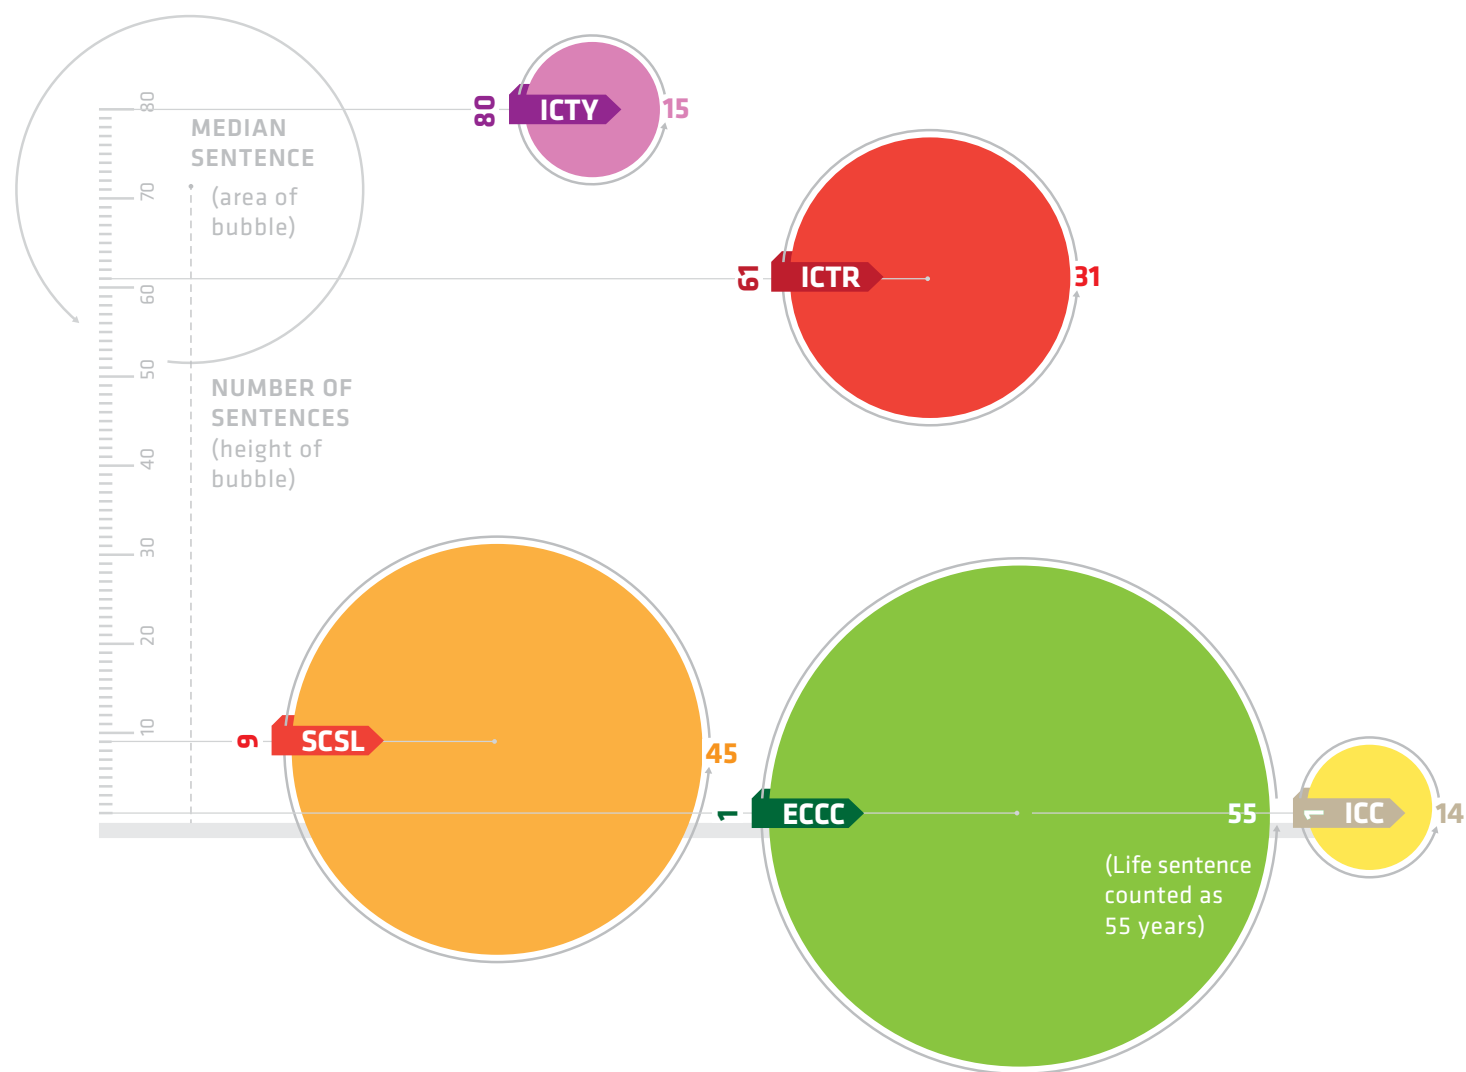 80
70
60
50
40
30
20
10
MEDIAN
SENTENCE
(area of
bubble)
NUMBER OF
SENTENCES
(height of
bubble)
80
ICTY
15
61
ICTR
31
9
SCSL
45
1
ECCC
55
(Life sentence
counted as
55 years)
1
ICC
14